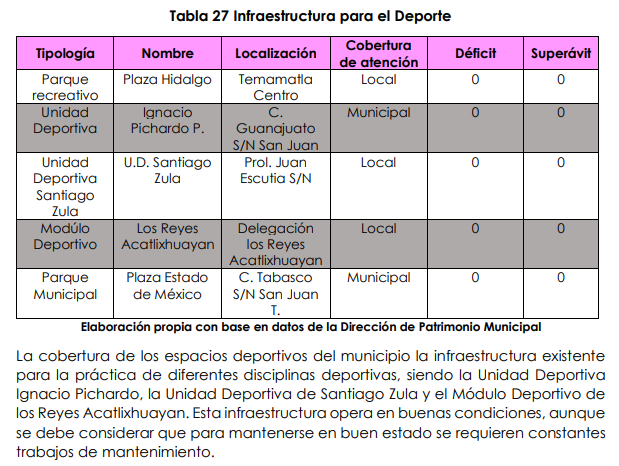 Tabla 27 Infraestructura para el Deporte
Tipología Nombre Localización Cobertura de atención Déficit Superávit
Parque recreativo Plaza Hidalgo Temamatla Centro Local 0 0
Unidad Deportiva Ignacio Pichardo P. C. Guanajuato S/N San Juan Municipal 0 0
Unidad Deportiva Santiago Zula U.D. Santiago Zula Prol. Juan Escutia S/N Local 0 0
Modúlo Deportivo Los Reyes Acatlixhuayan Delegación los Reyes Acatlixhuayan Local 0 0
Parque Municipal Plaza Estado de México C. Tabasco S/N San Juan T. Municipal 0 0
Elaboración propia con base en datos de la Dirección de Patrimonio Municipal
La cobertura de los espacios deportivos del municipio la infraestructura existente
para la práctica de diferentes disciplinas deportivas, siendo la Unidad Deportiva
Ignacio Pichardo, la Unidad Deportiva de Santiago Zula y el Módulo Deportivo de
los Reyes Acatlixhuayan. Esta infraestructura opera en buenas condiciones, aunque
se debe considerar que para mantenerse en buen estado se requieren constantes
trabajos de mantenimiento.